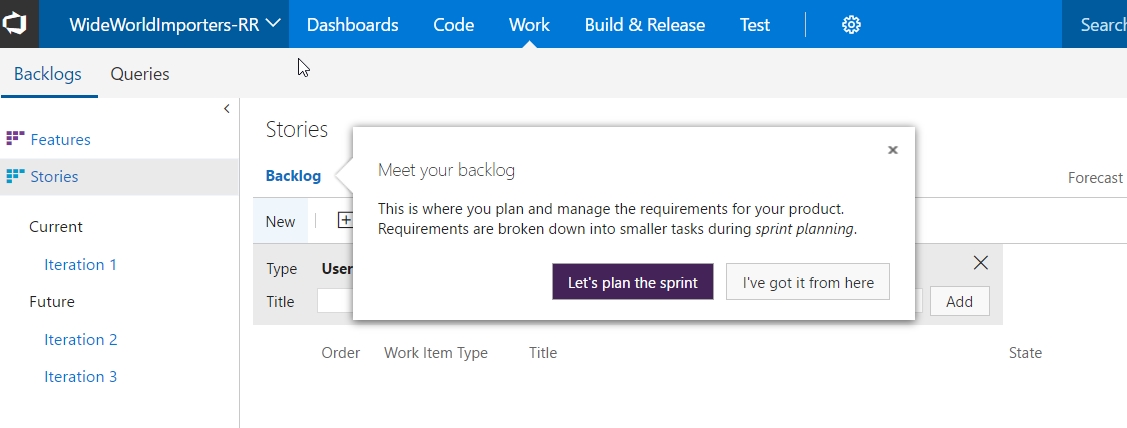 WideWorldImporters-RR Dashboards Code Work Build & Release Test Search
Backlogs Queries
Features
Stories
Current
Iteration 1
Future
Iteration 2
Iteration 3
Stories
Backlog
Forecast
New
Type User
Title
Add
Meet your backlog
This is where you plan and manage the requirements for your product.
Requirements are broken down into smaller tasks during sprint planning.
Let's plan the sprint I've got it from here
Order Work Item Type Title State